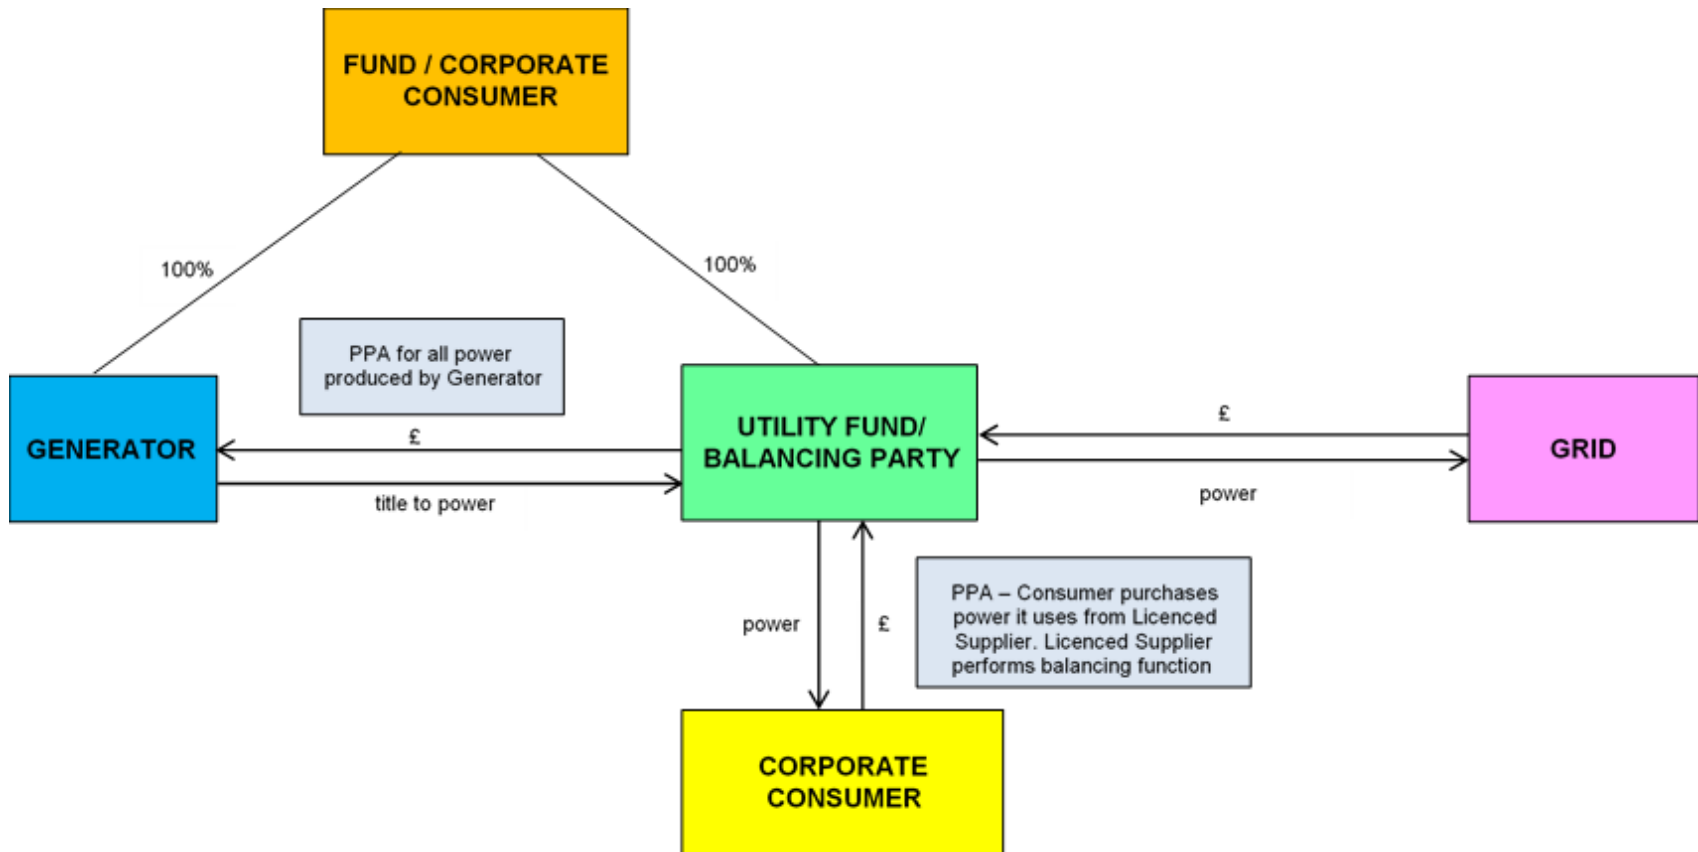 FUND / CORPORATE
CONSUMER
100%
100%
PPA for all power
produced by Generator
GENERATOR
£
title to power
UTILITY FUND/
BALANCING PARTY
£
power
GRID
power
£
PPA – Consumer purchases
power it uses from Licenced
Supplier. Licenced Supplier
performs balancing function
CORPORATE
CONSUMER